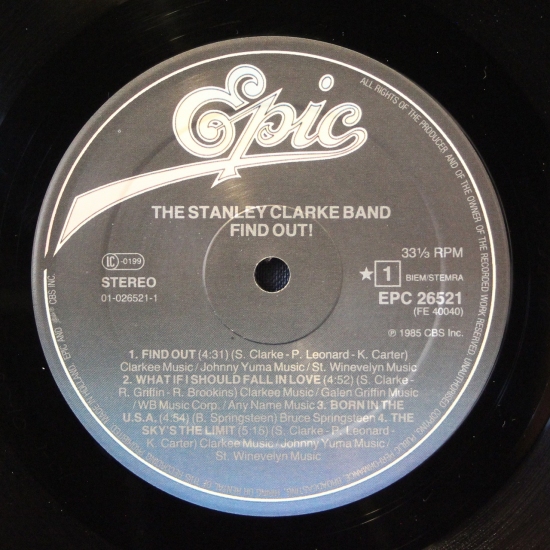 Epic
ALL RIGHTS OF THE PRODUCER AND OF THE OWNER OF THE RECORDED WORK RESERVED. UNAUTHORISED
THE STANLEY CLARKE BAND
FIND OUT!
IC -0199
STEREO
01-026521-1
33⅓ RPM
★ 1 BIEM/STEMRA
EPC 26521
(FE 40040)
℗ 1985 CBS Inc.
1. FIND OUT (4:31) (S. Clarke - P. Leonard - K. Carter)
Clarkee Music / Johnny Yuma Music / St. Winevelyn Music
2. WHAT IF I SHOULD FALL IN LOVE (4:52) (S. Clarke -
R. Griffin - R. Brookins) Clarkee Music / Galen Griffin Music
/ WB Music Corp. / Any Name Music 3. BORN IN THE
U.S.A. (4:54) (B. Springsteen) Bruce Springsteen 4. THE
SKY'S THE LIMIT (5:16) (S. Clarke - P. Leonard -
K. Carter) Clarkee Music / Johnny Yuma Music /
St. Winevelyn Music